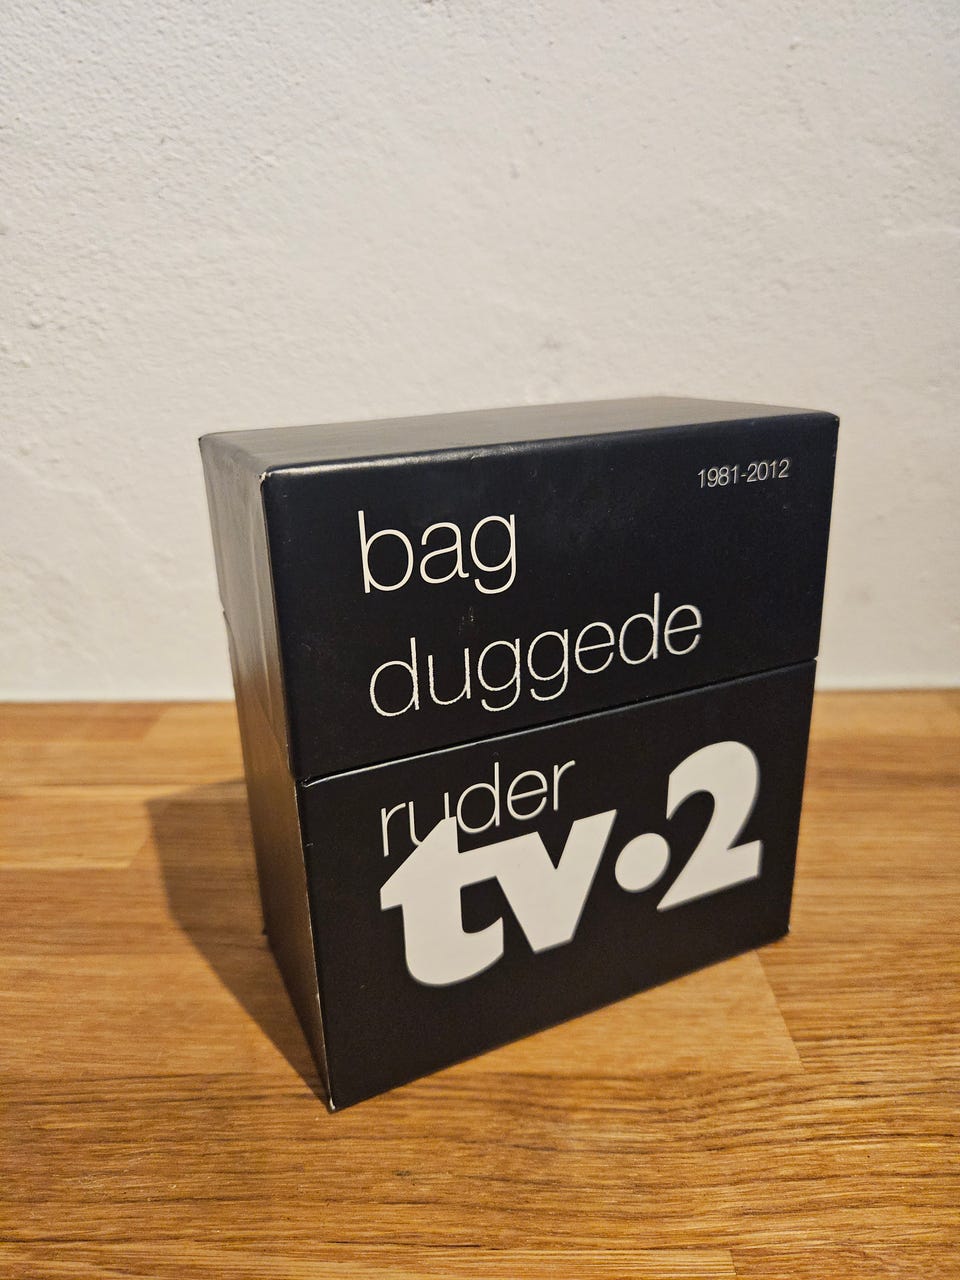 1981-2012
bag
duggede
ruder
tv·2